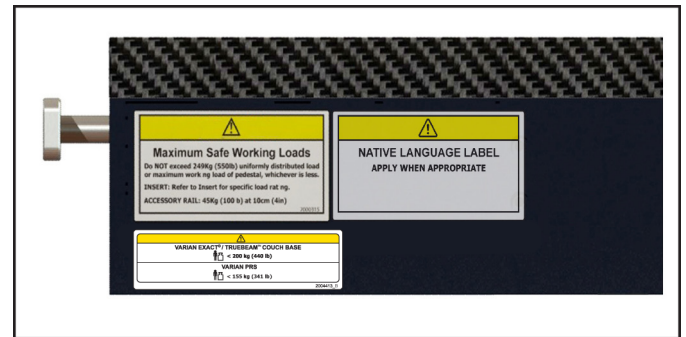 Maximum Safe Working Loads
Do NOT exceed 249Kg (550lb) uniformly distributed load
or maximum work ng load of pedestal, whichever is less.
INSERT: Refer to Insert for specific load rat ng.
ACCESSORY RAIL: 45Kg (100 b) at 10cm (4in)
NATIVE LANGUAGE LABEL
APPLY WHEN APPROPRIATE
VARIAN EXACT®/ TRUEBEAM™ COUCH BASE
< 200 kg (440 lb)
VARIAN PRS
< 155 kg (341 lb)